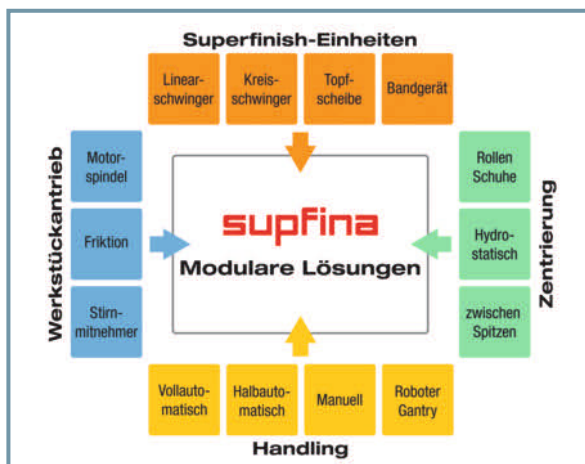 Superfinish-Einheiten
Linear-
schwinger
Kreis-
schwinger
Topf-
scheibe
Bandgerät
Werkstückantrieb
Motor-
spindel
Friktion
Stirn-
mitnehmer
supfina
Modulare Lösungen
Rollen
Schuhe
Hydro-
statisch
zwischen
Spitzen
Zentrierung
Vollauto-
matisch
Halbauto-
matisch
Manuell
Roboter
Gantry
Handling